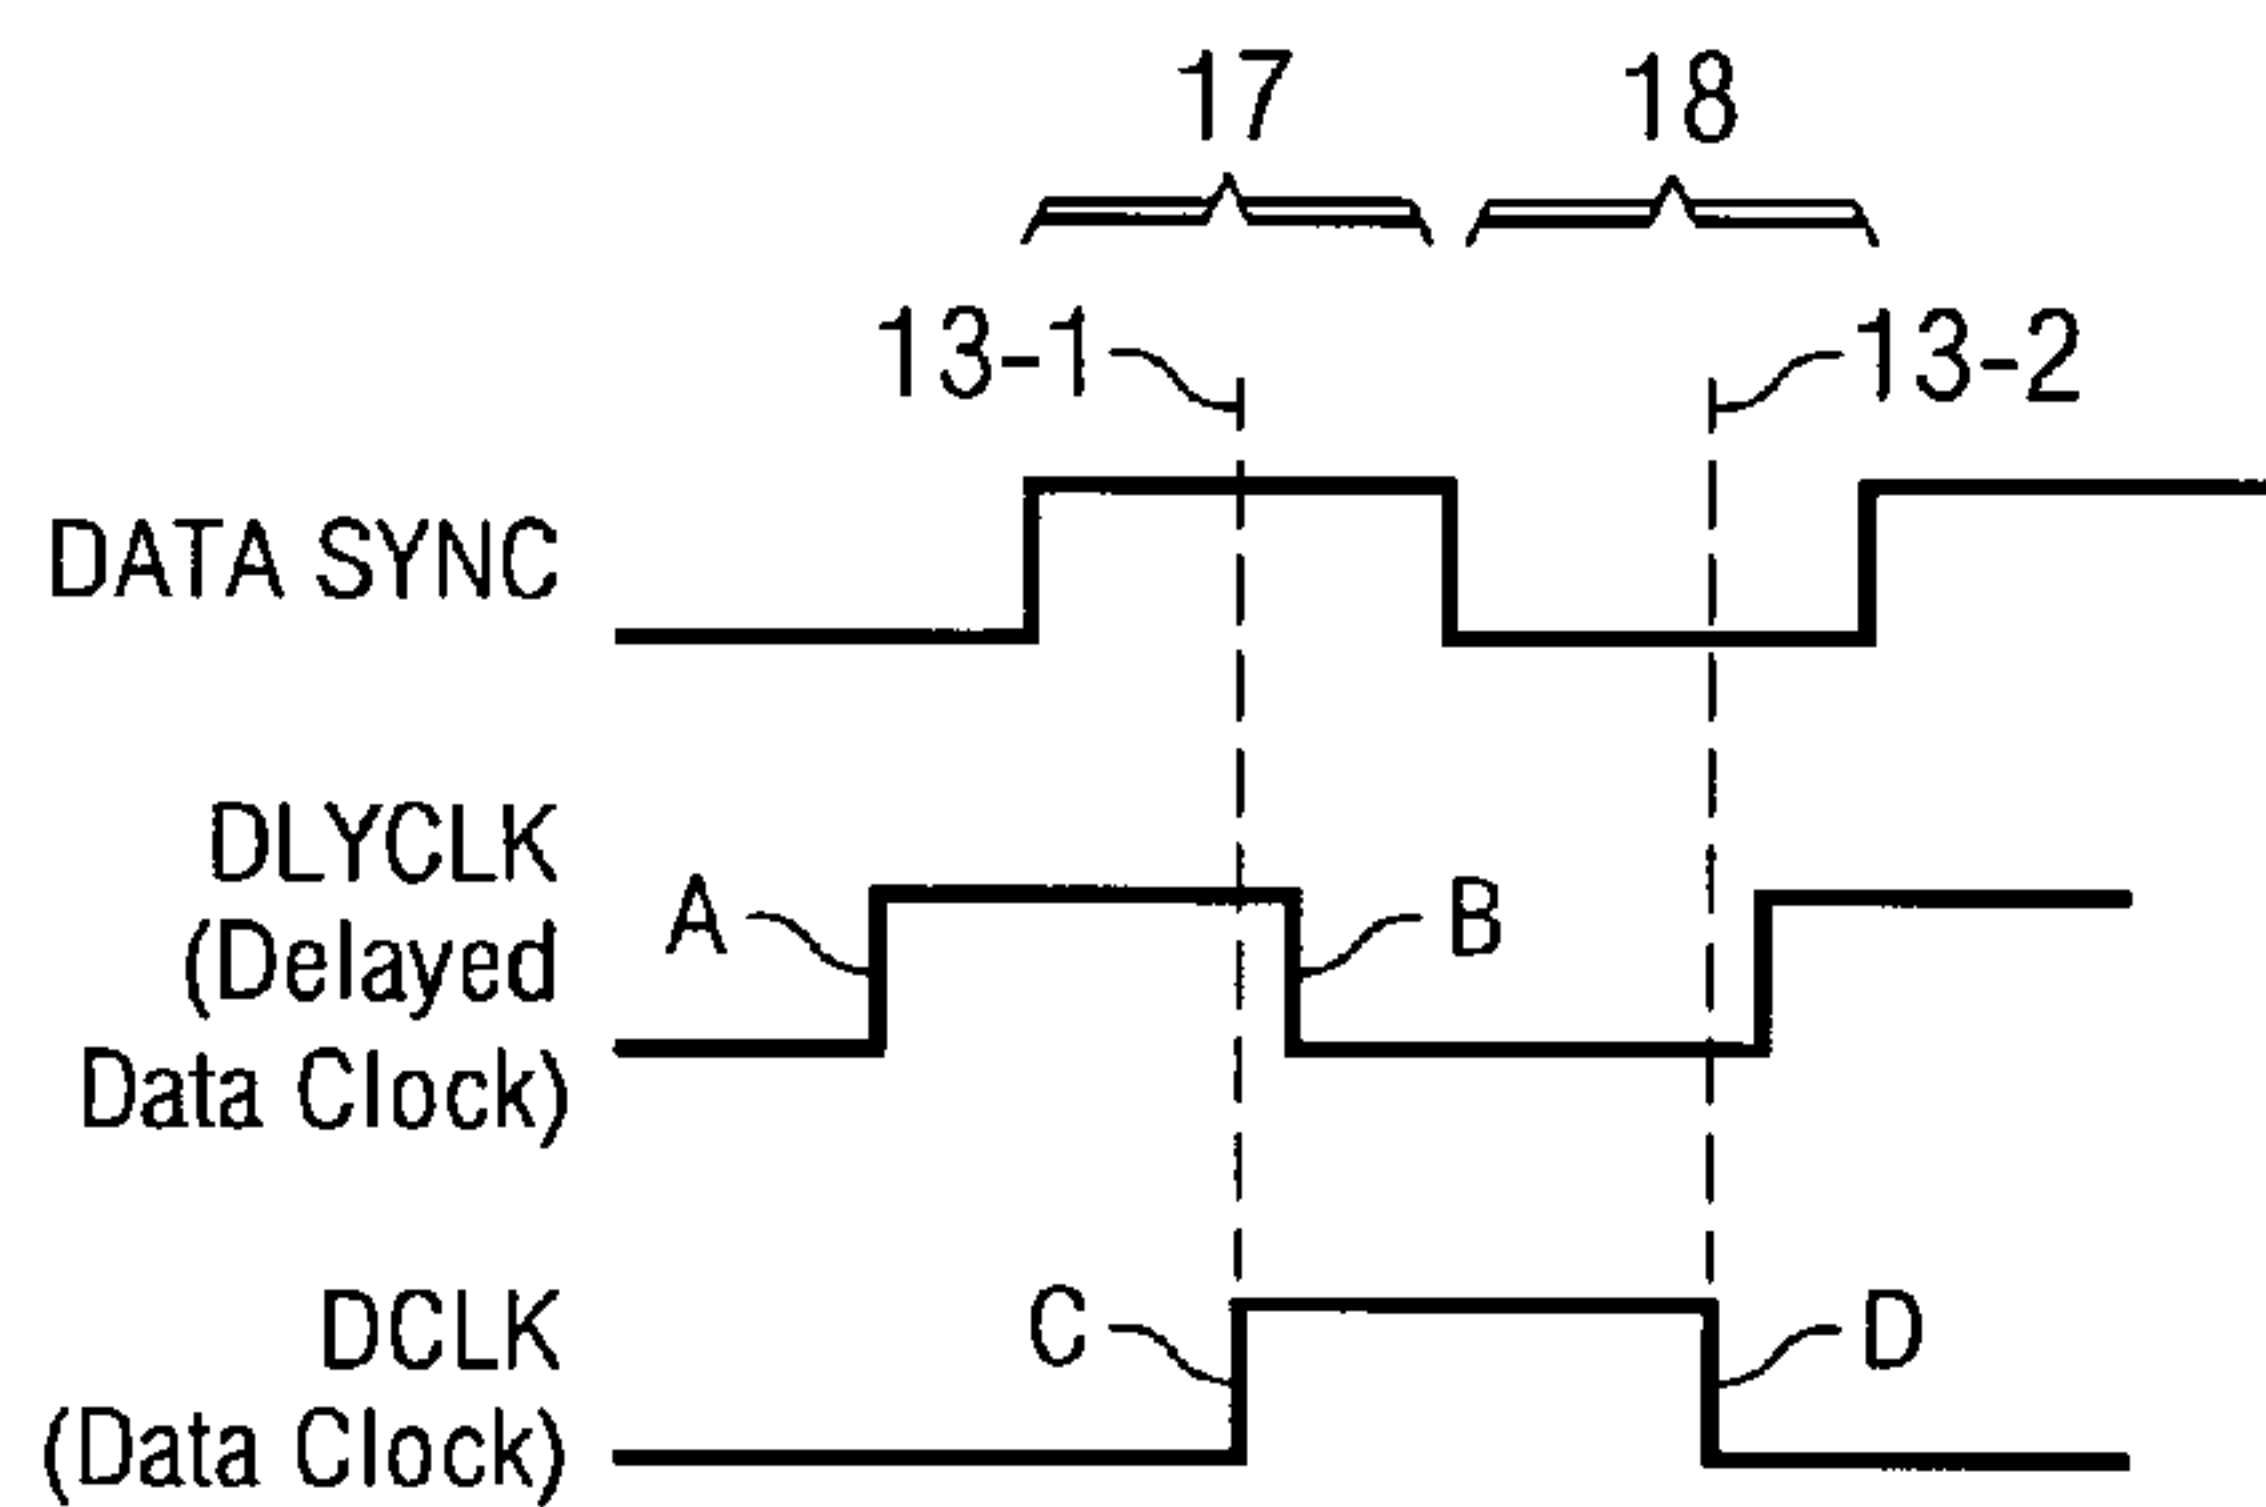 17 18
13-1 13-2
DATA SYNC
DLYCLK
(Delayed
Data Clock)
A B
DCLK
(Data Clock)
C D